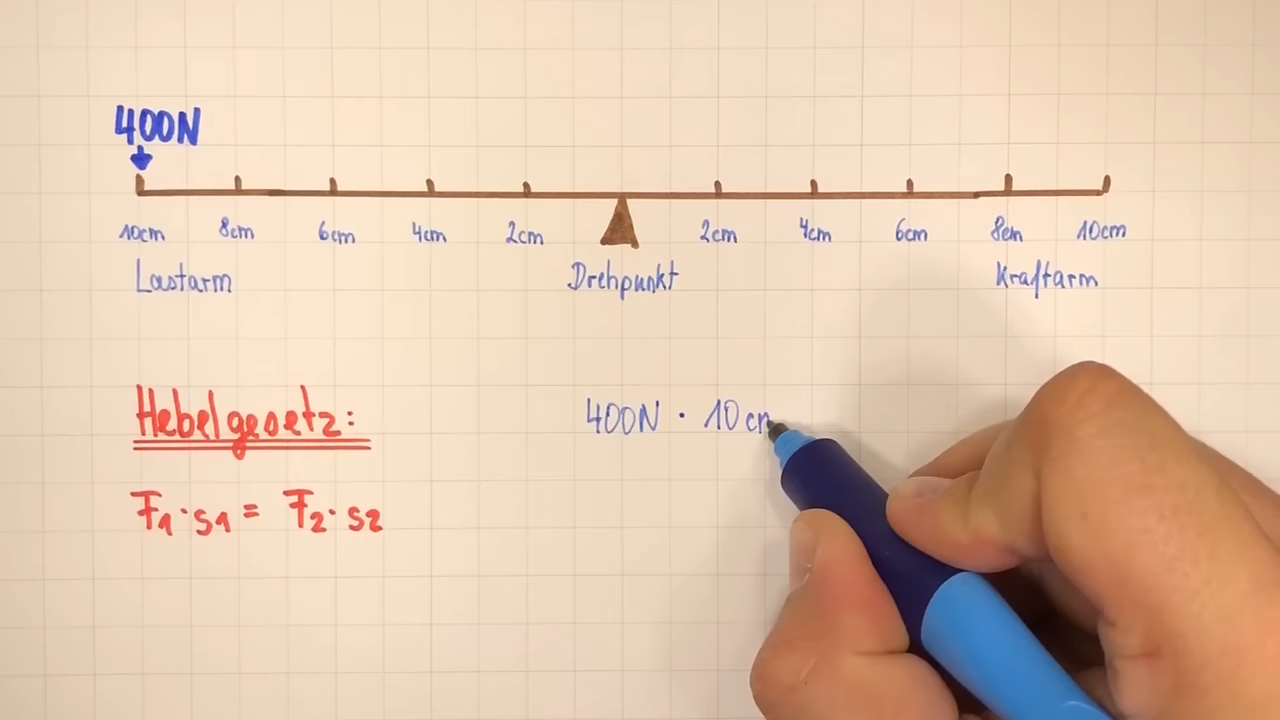 400N
10cm 8cm 6cm 4cm 2cm 2cm 4cm 6cm 8cm 10cm
Lastarm Drehpunkt Kraftarm
Hebelgesetz:
400N · 10cm
F₁·s₁ = F₂·s₂